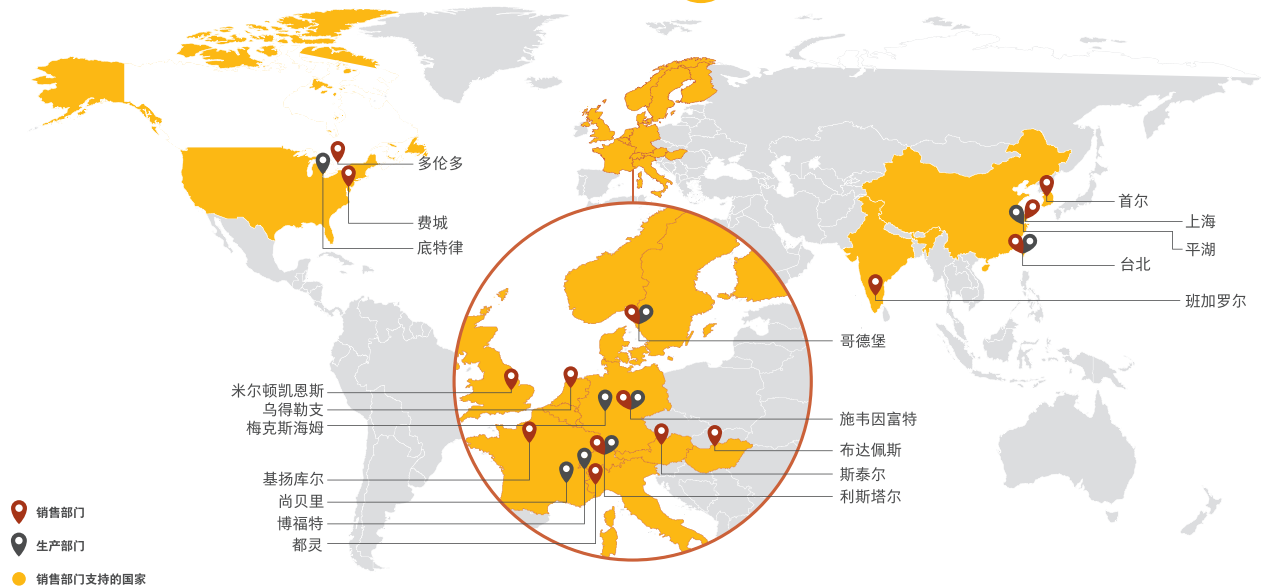 多伦多
费城
底特律
首尔
上海
平湖
台北
班加罗尔
哥德堡
米尔顿凯恩斯
乌得勒支
梅克斯海姆
施韦因富特
布达佩斯
斯泰尔
利斯塔尔
基扬库尔
尚贝里
博福特
都灵
销售部门
生产部门
销售部门支持的国家